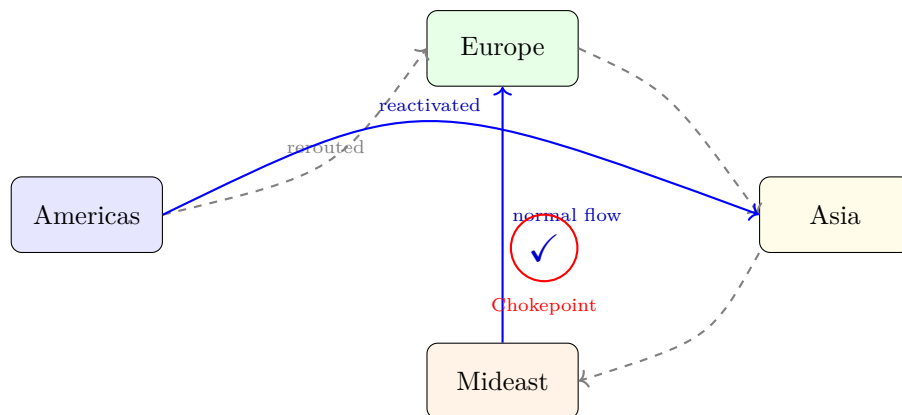 Europe
reactivated
rerouted
Americas
normal flow
Asia
✓
Chokepoint
Mideast